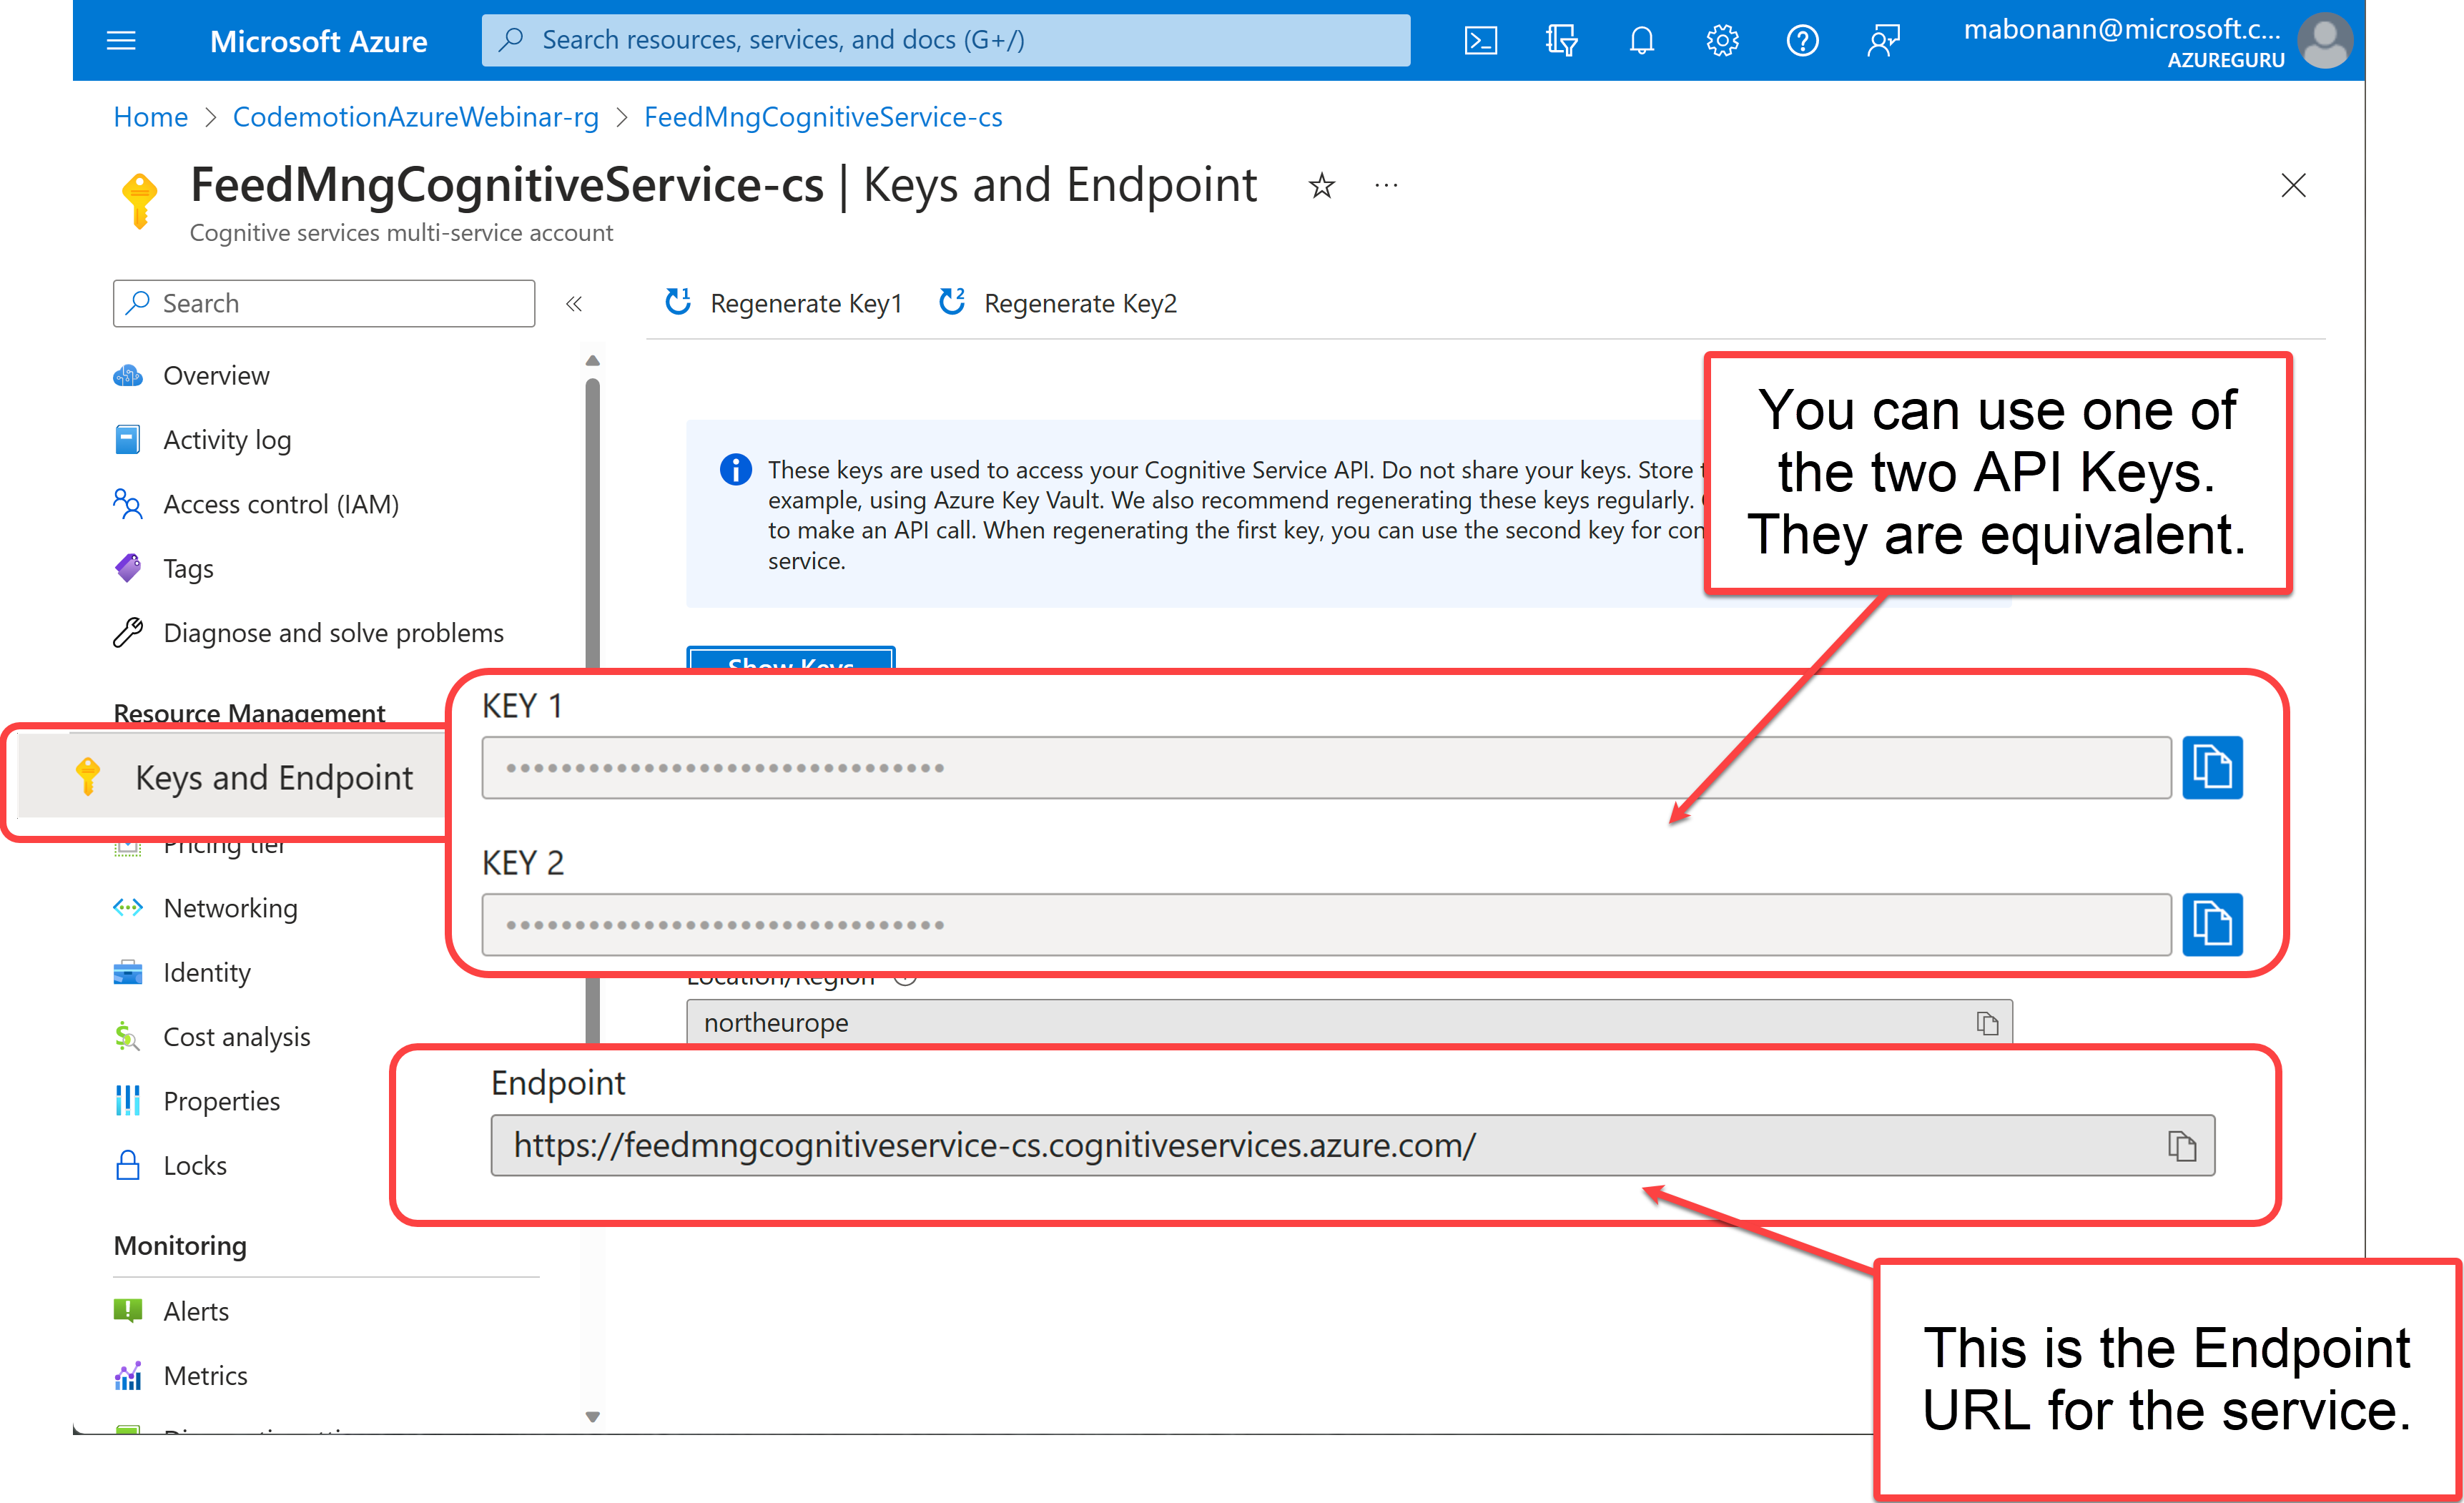 Microsoft Azure
Search resources, services, and docs (G+/)
mabonann@microsoft.c...
AZUREGURU
Home > CodemotionAzureWebinar-rg > FeedMngCognitiveService-cs
FeedMngCognitiveService-cs | Keys and Endpoint
Cognitive services multi-service account
Search
Regenerate Key1
Regenerate Key2
Overview
Activity log
Access control (IAM)
Tags
Diagnose and solve problems
Resource Management
Keys and Endpoint
Pricing tier
Networking
Identity
Cost analysis
Properties
Locks
Monitoring
Alerts
Metrics
These keys are used to access your Cognitive Service API. Do not share your keys. Store
example, using Azure Key Vault. We also recommend regenerating these keys regularly.
to make an API call. When regenerating the first key, you can use the second key for
service.
You can use one of
the two API Keys.
They are equivalent.
Show Keys
KEY 1
KEY 2
Location/Region
northeurope
Endpoint
https://feedmngcognitiveservice-cs.cognitiveservices.azure.com/
This is the Endpoint
URL for the service.